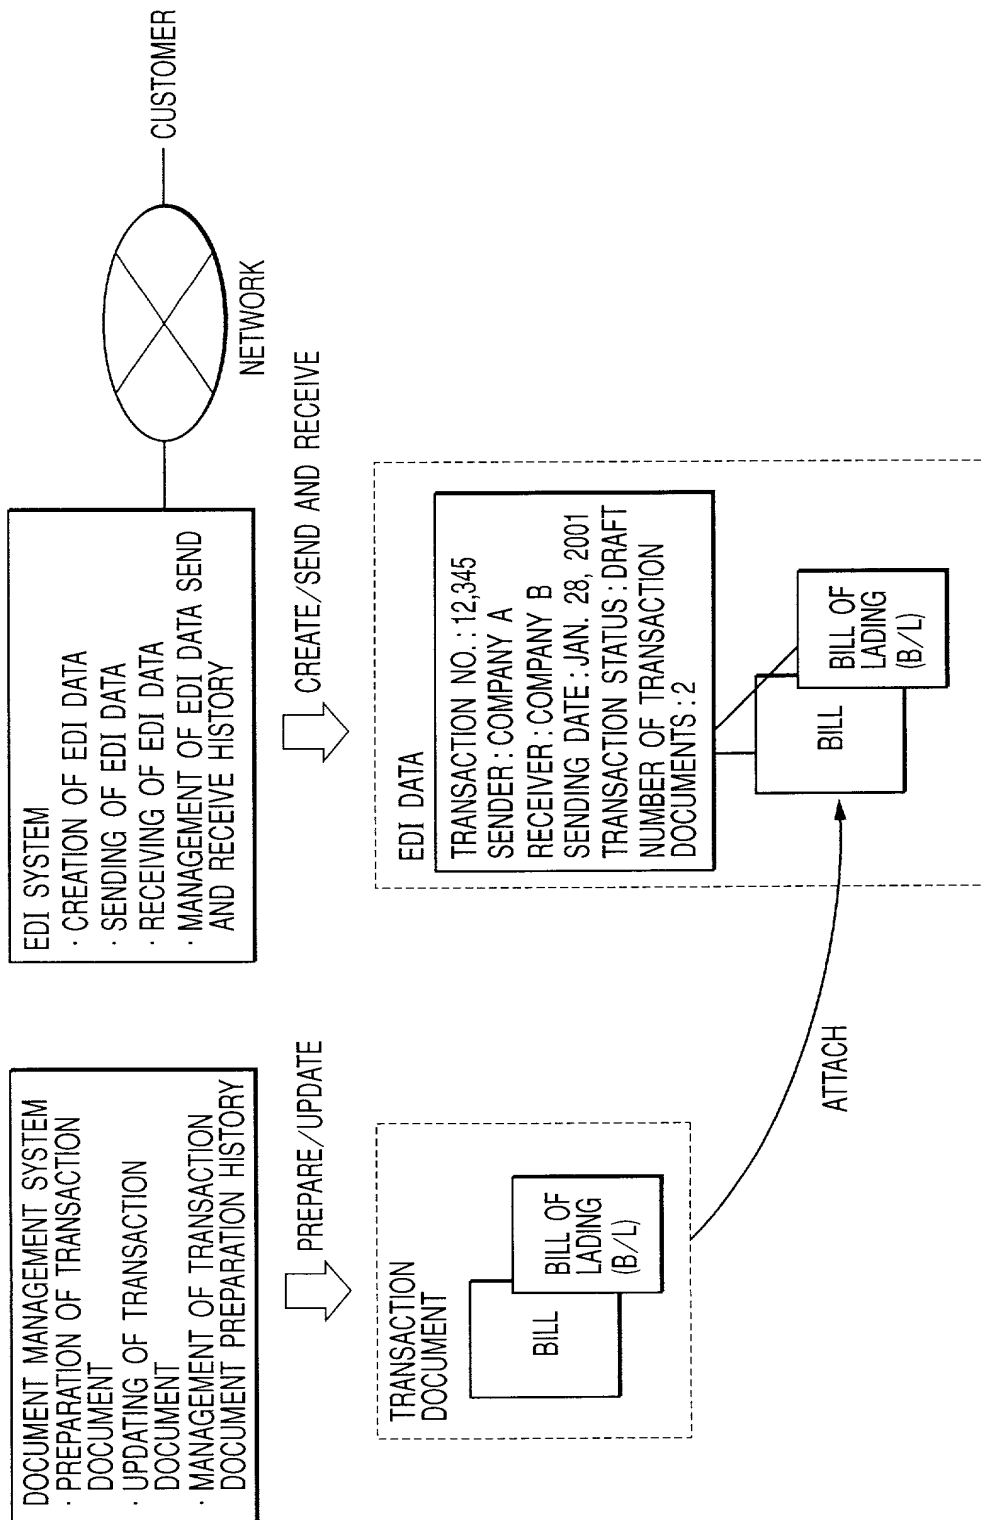 DOCUMENT MANAGEMENT SYSTEM
· PREPARATION OF TRANSACTION
DOCUMENT
· UPDATING OF TRANSACTION
DOCUMENT
· MANAGEMENT OF TRANSACTION
DOCUMENT PREPARATION HISTORY
PREPARE/UPDATE
TRANSACTION
DOCUMENT
BILL
BILL OF
LADING
(B/L)
ATTACH
EDI SYSTEM
· CREATION OF EDI DATA
· SENDING OF EDI DATA
· RECEIVING OF EDI DATA
· MANAGEMENT OF EDI DATA SEND
AND RECEIVE HISTORY
NETWORK
CUSTOMER
CREATE/SEND AND RECEIVE
EDI DATA
TRANSACTION NO. : 12,345
SENDER : COMPANY A
RECEIVER : COMPANY B
SENDING DATE : JAN. 28, 2001
TRANSACTION STATUS : DRAFT
NUMBER OF TRANSACTION
DOCUMENTS : 2
BILL
BILL OF
LADING
(B/L)